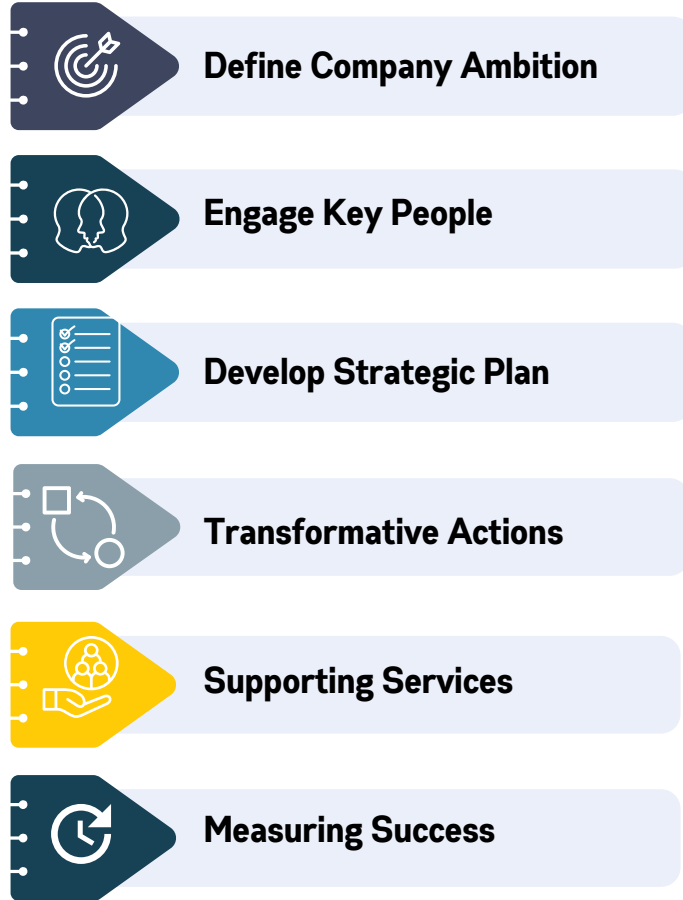 Define Company Ambition
Engage Key People
Develop Strategic Plan
Transformative Actions
Supporting Services
Measuring Success